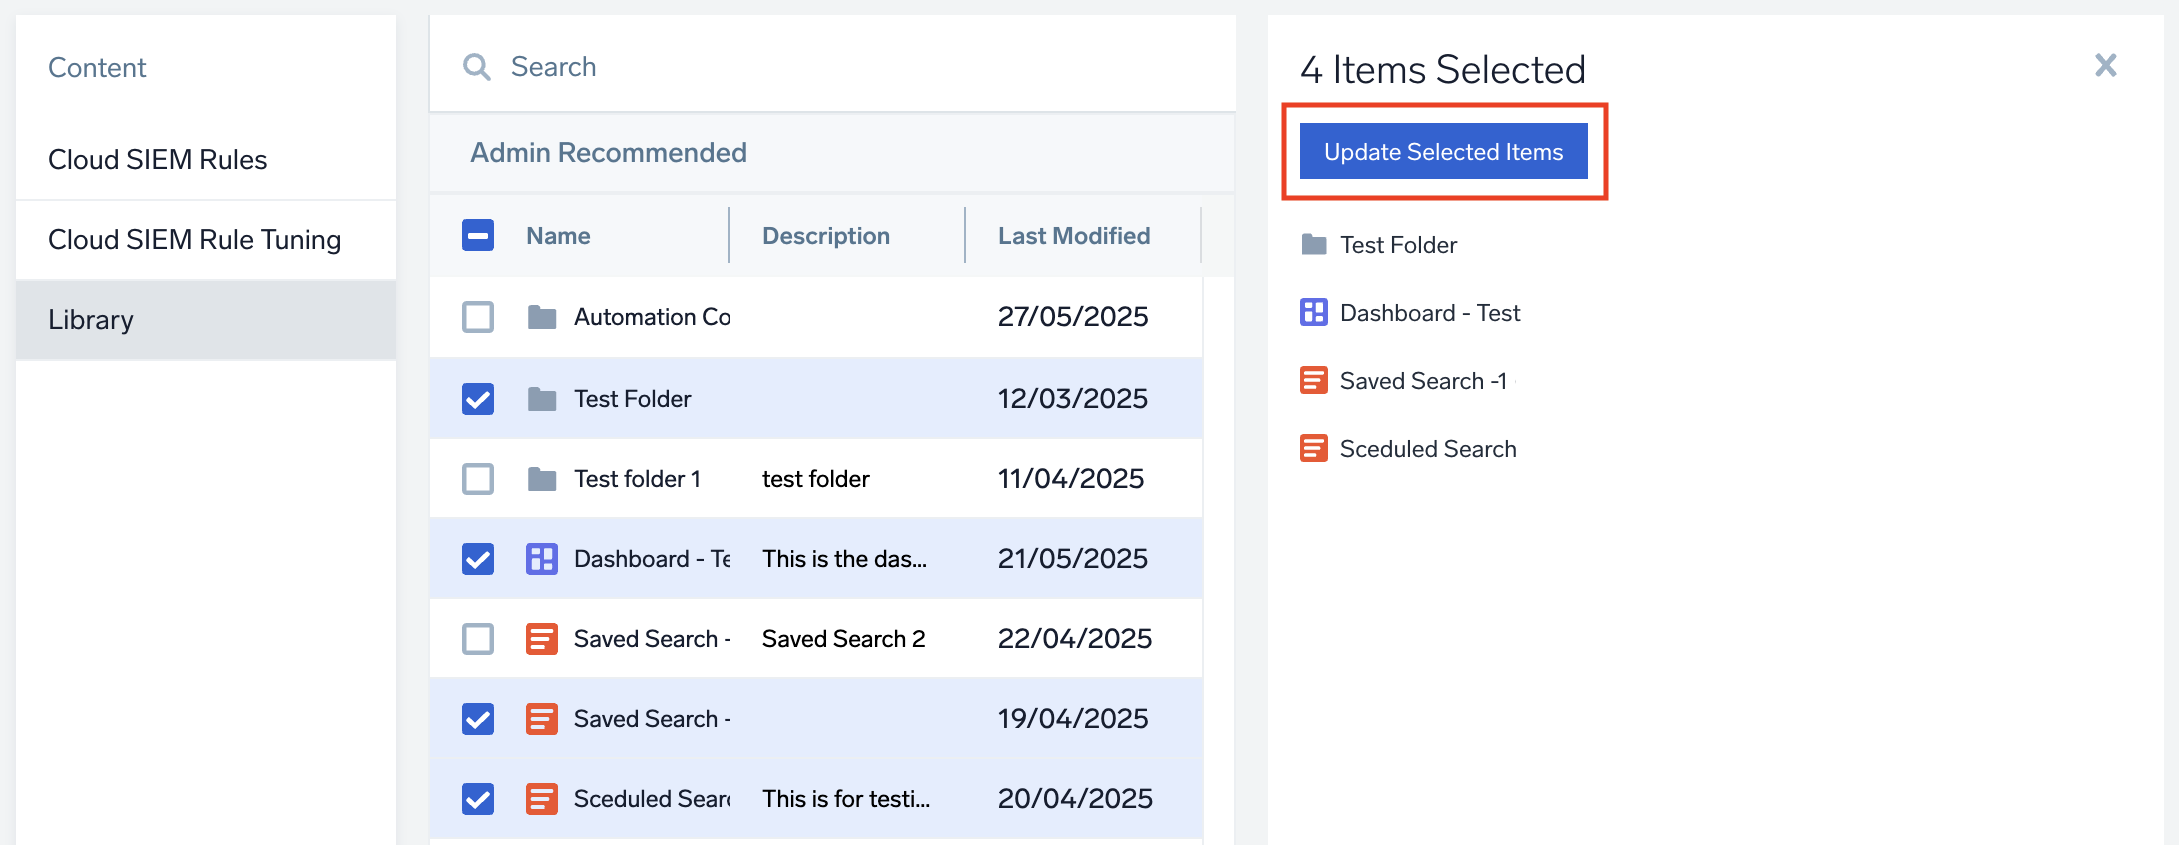 Content
Cloud SIEM Rules
Cloud SIEM Rule Tuning
Library
Search
Admin Recommended
Name Description Last Modified
Automation Co 27/05/2025
Test Folder 12/03/2025
Test folder 1 test folder 11/04/2025
Dashboard - Te This is the das... 21/05/2025
Saved Search - Saved Search 2 22/04/2025
Saved Search - 19/04/2025
Sceduled Sear This is for testi... 20/04/2025
4 Items Selected
Update Selected Items
Test Folder
Dashboard - Test
Saved Search -1
Sceduled Search